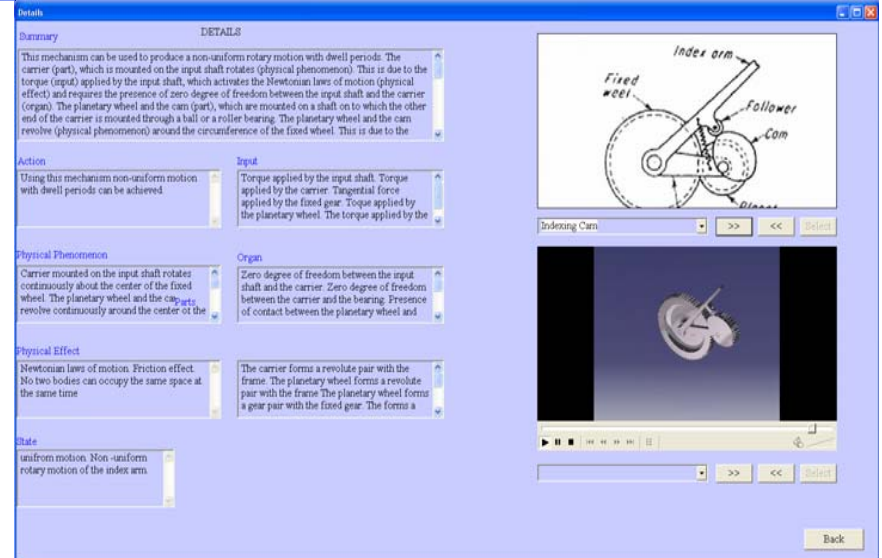 Details
DETAILS
Summary
This mechanism can be used to produce a non-uniform rotary motion with dwell periods. The
carrier (part), which is mounted on the input shaft rotates (physical phenomenon). This is due to the
torque (input) applied by the input shaft, which activates the Newtonian laws of motion (physical
effect) and requires the presence of zero degree of freedom between the input shaft and the carrier
(organ). The planetary wheel and the cam (part), which are mounted on a shaft on to which the other
end of the carrier is mounted through a ball or a roller bearing. The planetary wheel and the cam
revolve (physical phenomenon) around the circumference of the fixed wheel. This is due to the
Action
Using this mechanism non-uniform motion
with dwell periods can be achieved
Input
Torque applied by the input shaft. Torque
applied by the carrier. Tangential force
applied by the fixed gear. Toque applied by
the planetary wheel. The torque applied by the
Physical Phenomenon
Carrier mounted on the input shaft rotates
continuously about the center of the fixed
wheel. The planetary wheel and the
revolve continuously around the center of the
Parts
Organ
Zero degree of freedom between the input
shaft and the carrier. Zero degree of freedom
between the carrier and the bearing. Presence
of contact between the planetary wheel and
Physical Effect
Newtonian laws of motion. Friction effect.
No two bodies can occupy the same space at
the same time
The carrier forms a revolute pair with the
frame. The planetary wheel forms a revolute
pair with the frame The planetary wheel forms
a gear pair with the fixed gear. The forms a
State
unifrom motion. Non -uniform
rotary motion of the index arm.
Index arm
Fixed
wheel
Follower
Cam
Indexing Cam
>>
<<
Select
>>
<<
Select
Back